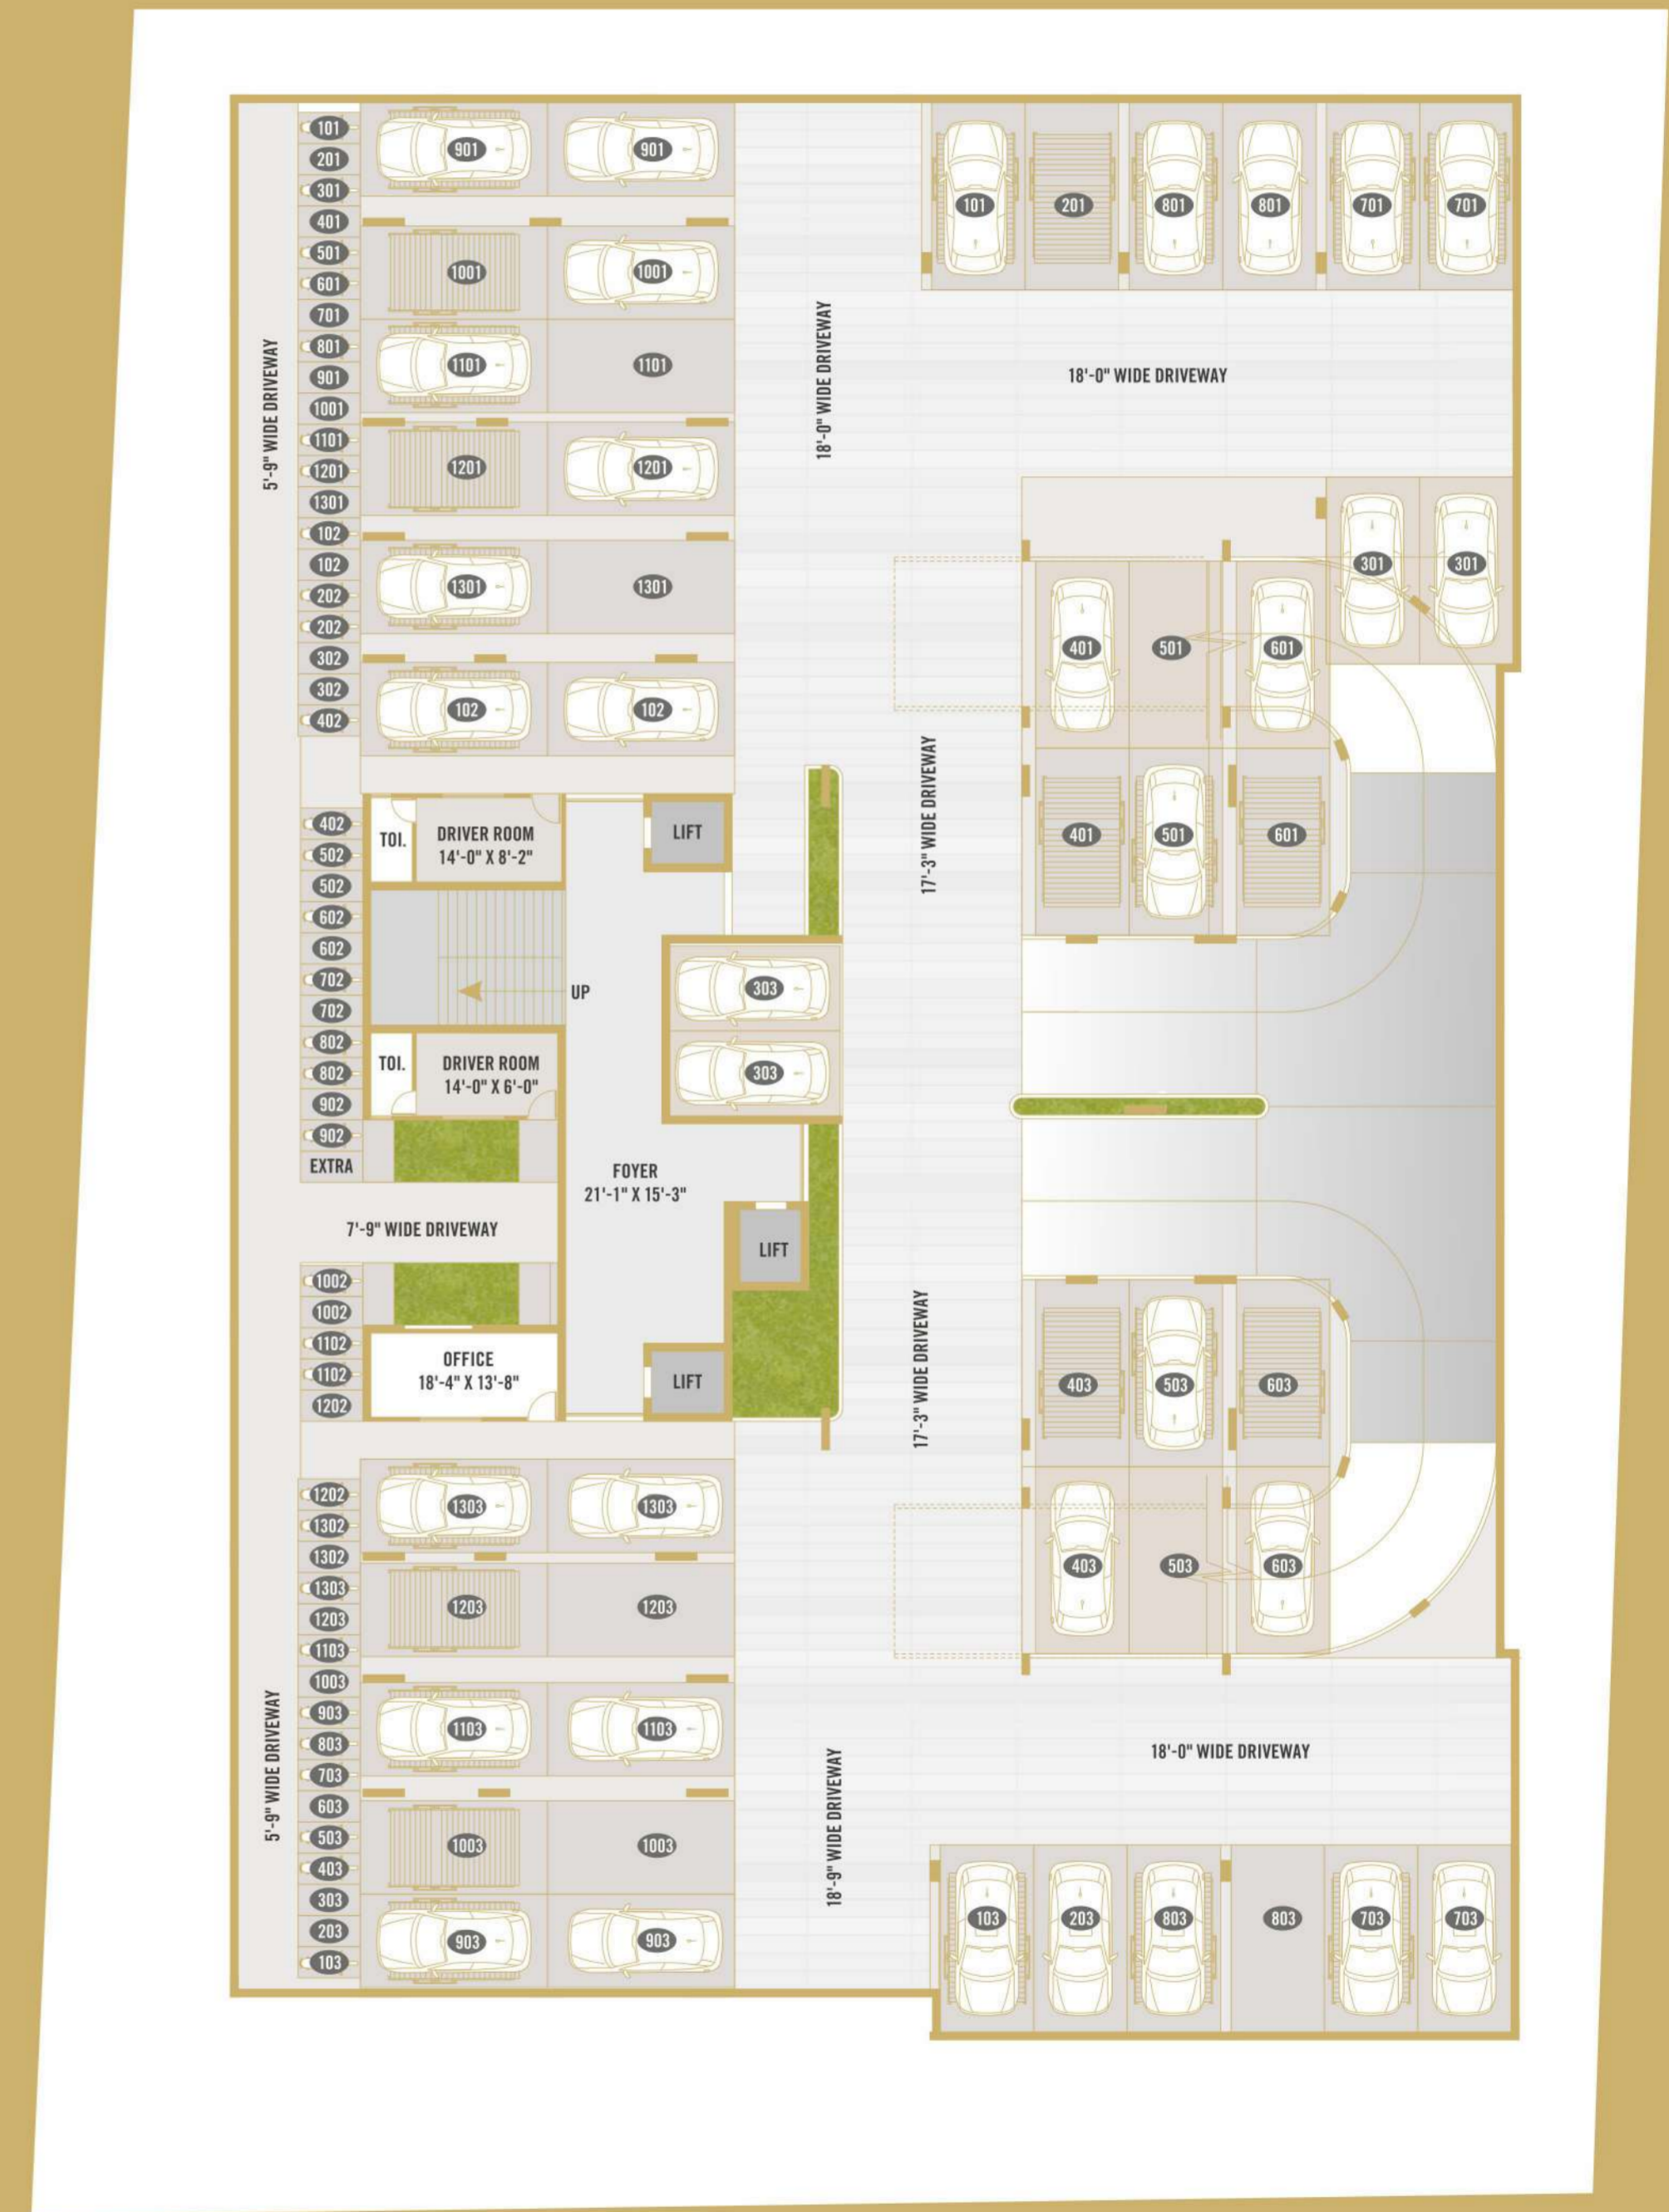 101
201
301
401
501
601
701
801
901
1001
1101
1201
1301
102
102
202
202
302
302
402
5'-9" WIDE DRIVEWAY
901 901
1001 1001
1101 1101
1201 1201
1301 1301
102 102
18'-0" WIDE DRIVEWAY
101 201 801 801 701 701
18'-0" WIDE DRIVEWAY
301 301
401 501 601
401 501 601
17'-3" WIDE DRIVEWAY
402
502
502
602
602
702
702
802
802
902
902
EXTRA
TOI.
DRIVER ROOM
14'-0" X 8'-2"
LIFT
UP
303
303
TOI.
DRIVER ROOM
14'-0" X 6'-0"
FOYER
21'-1" X 15'-3"
7'-9" WIDE DRIVEWAY
LIFT
1002
1002
1102
1102
1202
OFFICE
18'-4" X 13'-8"
LIFT
17'-3" WIDE DRIVEWAY
403 503 603
403 503 603
1202
1302
1302
1303
1203
1103
1003
903
803
703
603
503
403
303
203
103
5'-9" WIDE DRIVEWAY
1303 1303
1203 1203
1103 1103
1003 1003
903 903
18'-9" WIDE DRIVEWAY
18'-0" WIDE DRIVEWAY
103 203 803 803 703 703